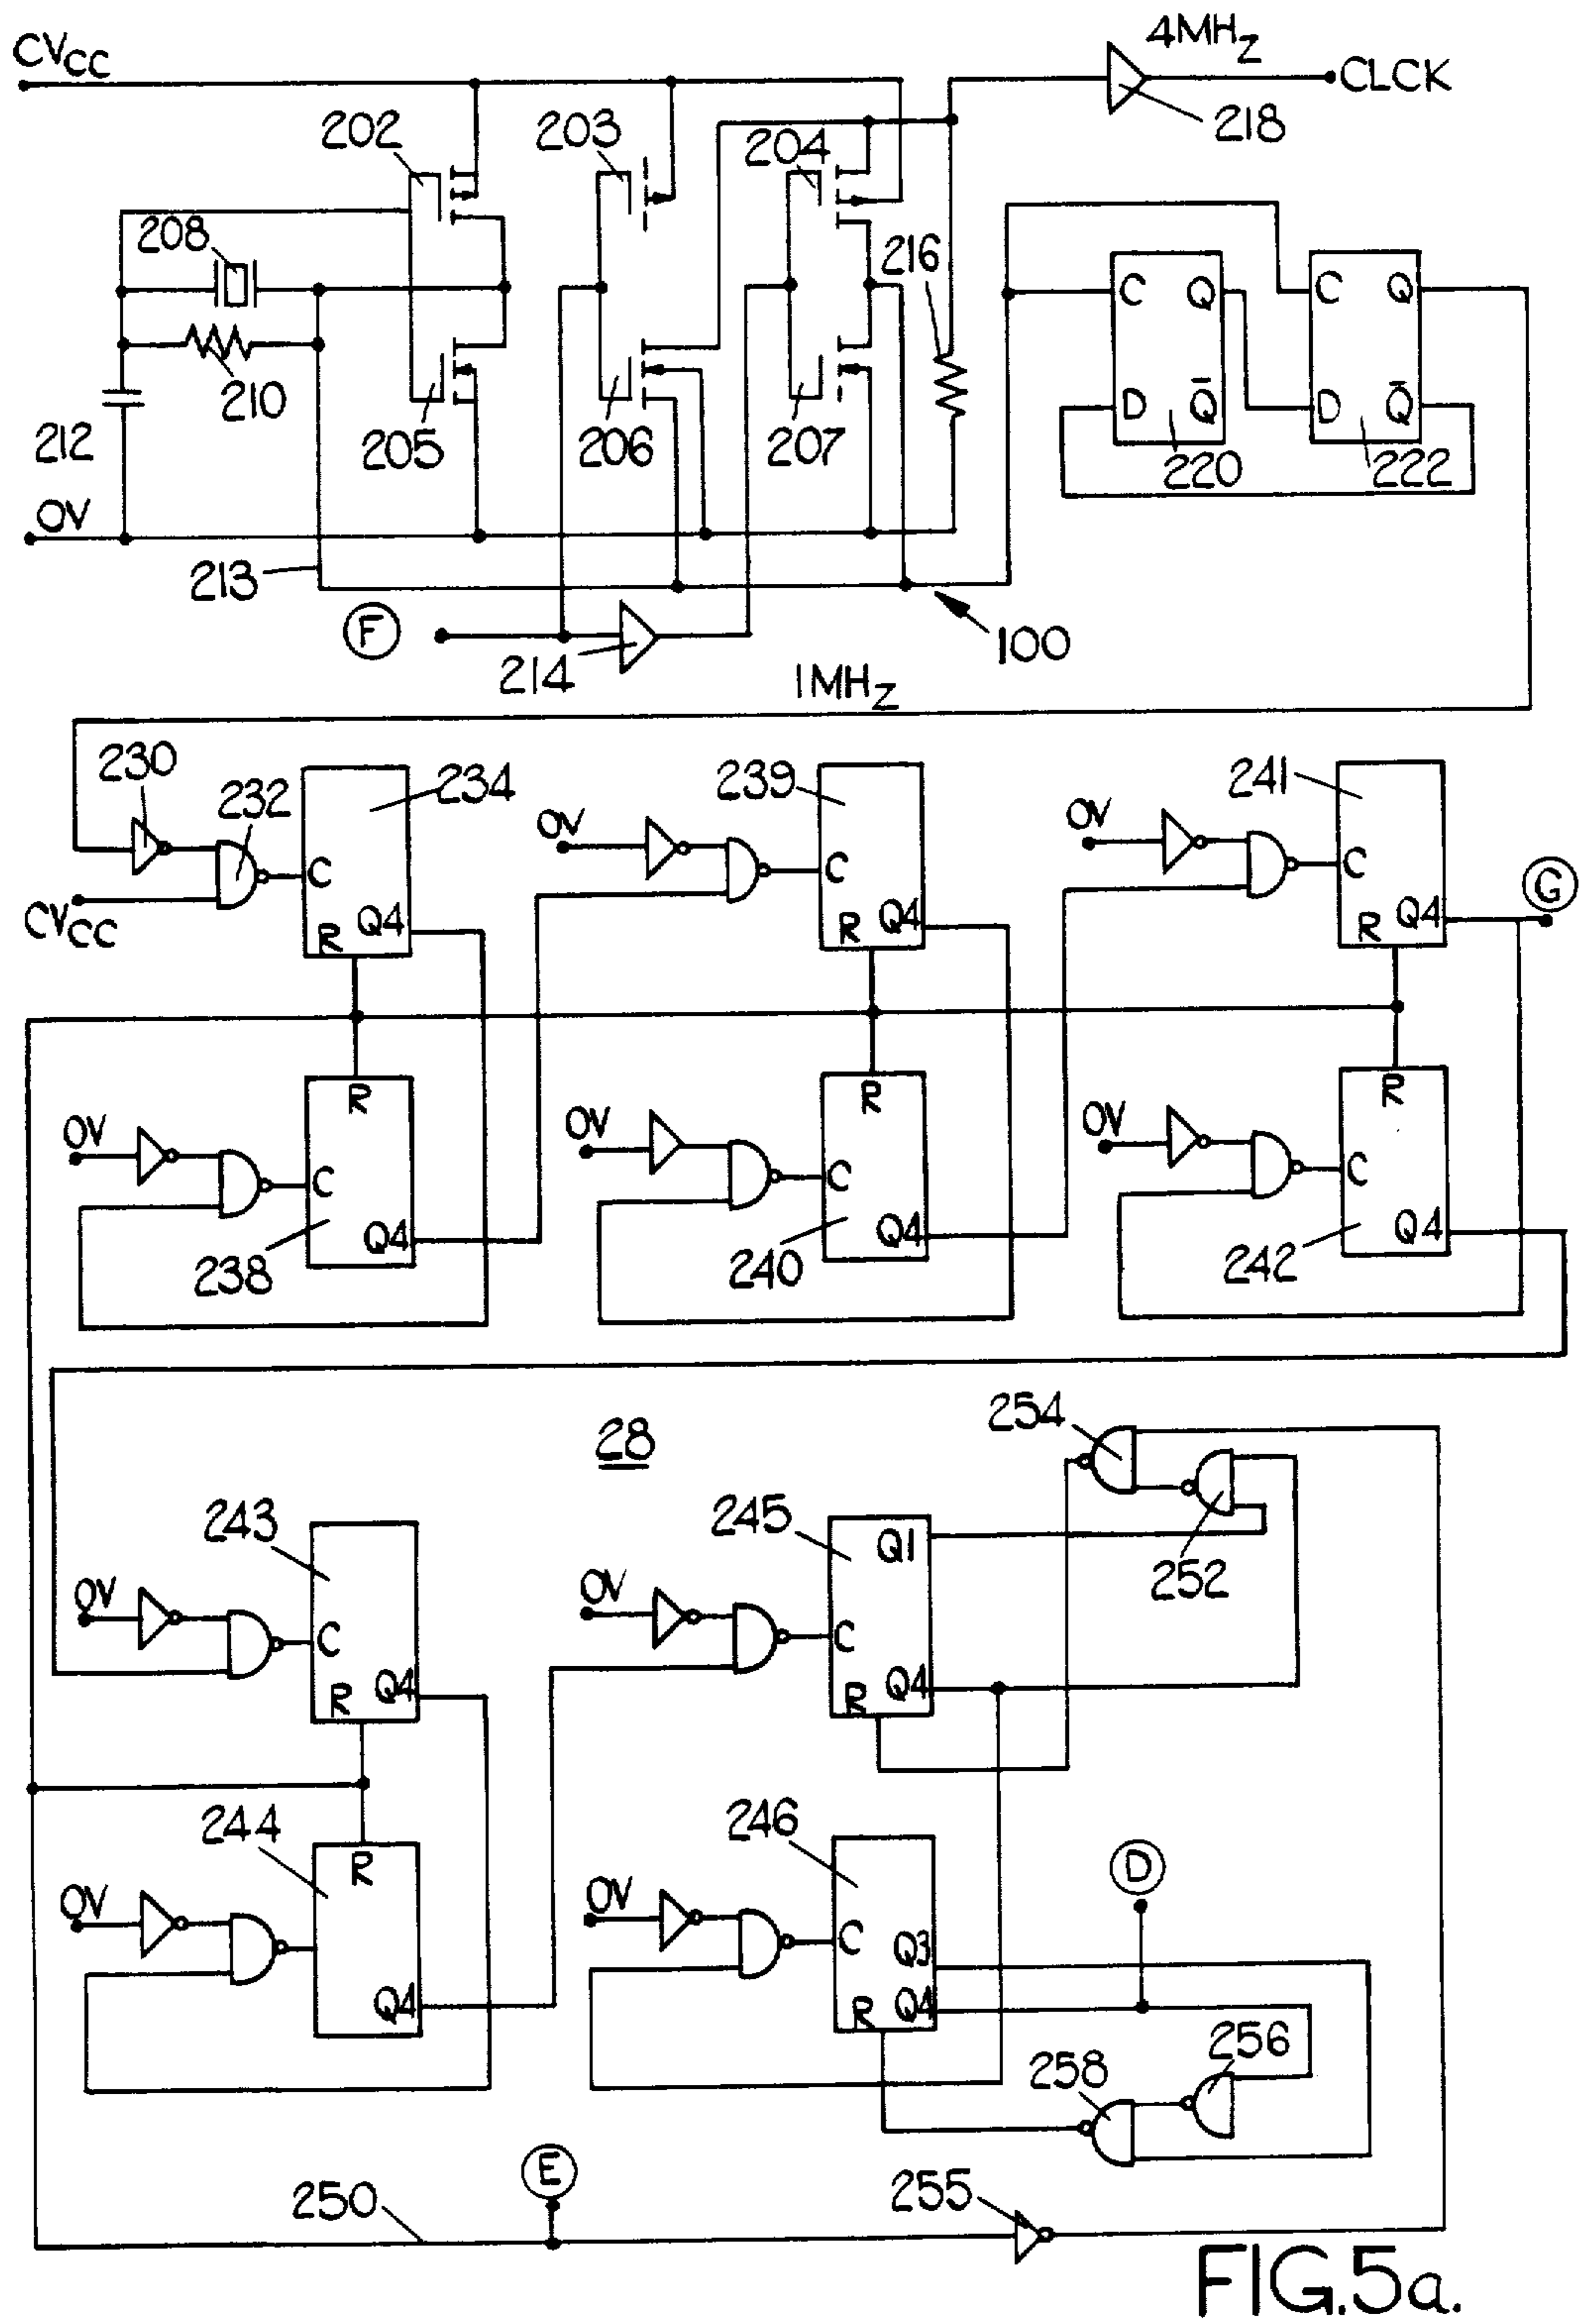 CVCC
4MHZ
CLCK
202
203
204
218
208
216
C
Q
C
Q
210
D
Q̄
D
Q̄
212
205
206
207
220
222
0V
213
F
214
100
1MHZ
230
232
234
239
241
0V
0V
C
C
C
G
CVCC
R
Q4
R
Q4
R
Q4
R
R
R
0V
0V
0V
C
C
C
Q4
Q4
Q4
238
240
242
28
254
243
245
Q1
252
0V
0V
C
C
R
Q4
R
Q4
244
246
D
R
0V
0V
C
Q3
Q4
R
Q4
256
258
E
250
255
FIG.5a.